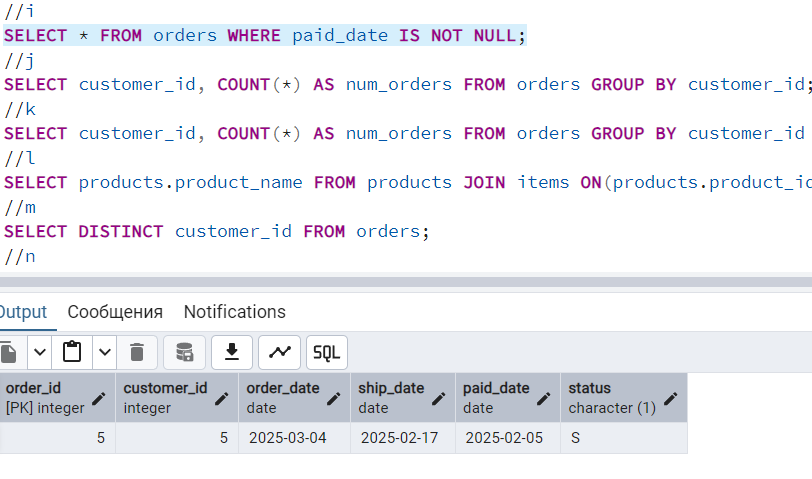 //i
SELECT * FROM orders WHERE paid_date IS NOT NULL;
//j
SELECT customer_id, COUNT(*) AS num_orders FROM orders GROUP BY customer_id;
//k
SELECT customer_id, COUNT(*) AS num_orders FROM orders GROUP BY customer_id
//l
SELECT products.product_name FROM products JOIN items ON(products.product_id
//m
SELECT DISTINCT customer_id FROM orders;
//n
Output Сообщения Notifications
SQL
order_id customer_id order_date ship_date paid_date status
[PK] integer integer date date date character (1)
5 5 2025-03-04 2025-02-17 2025-02-05 S